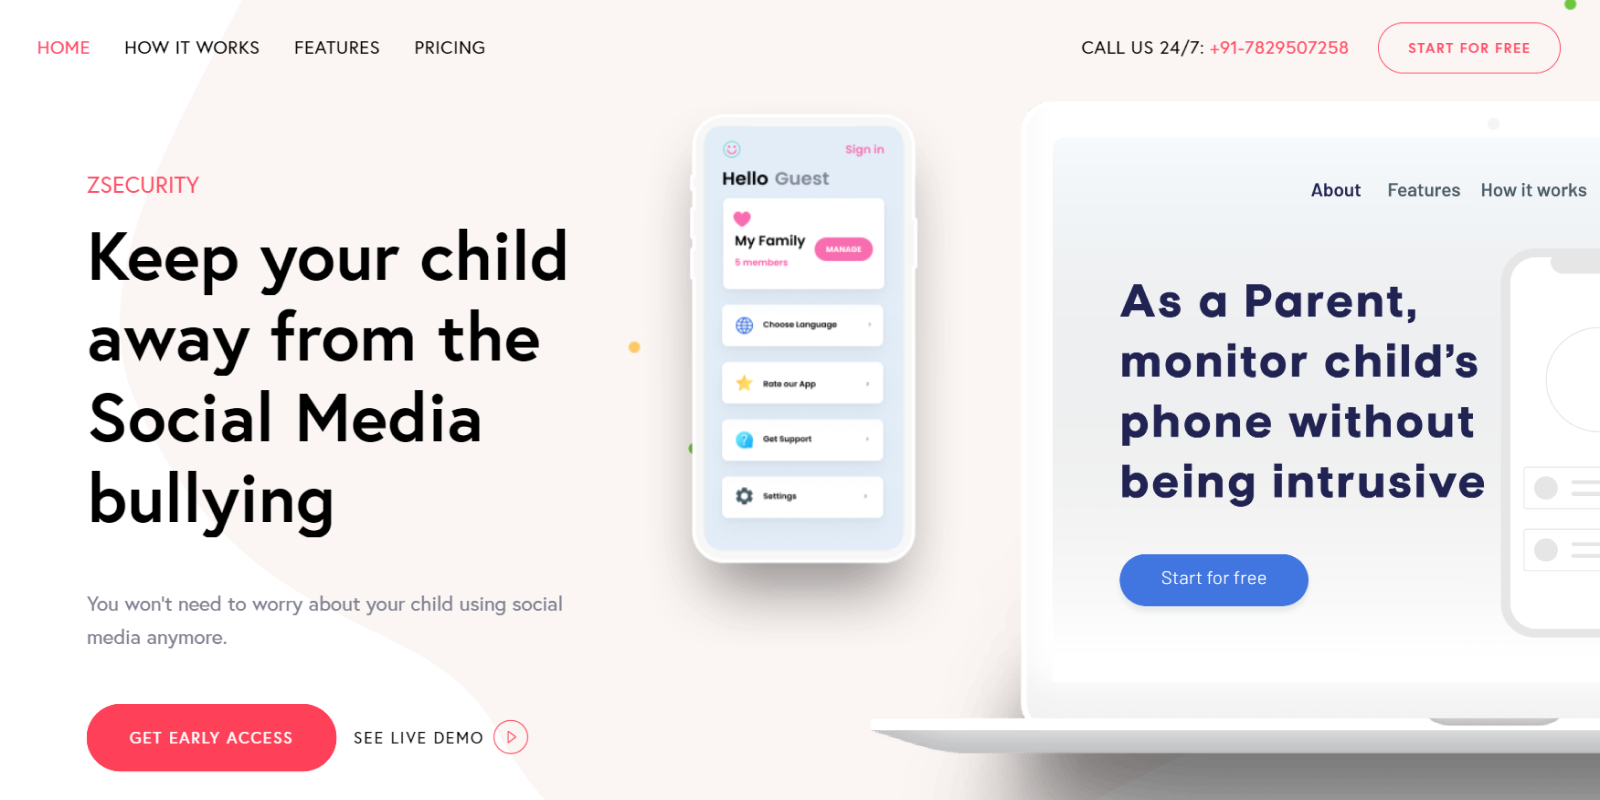 HOME HOW IT WORKS FEATURES PRICING CALL US 24/7: +91-7829507258 START FOR FREE
ZSECURITY
Keep your child
away from the
Social Media
bullying
You won't need to worry about your child using social
media anymore.
GET EARLY ACCESS SEE LIVE DEMO
Sign in
Hello Guest
My Family
MANAGE
5 members
Choose Language
Rate our App
Get Support
Settings
About Features How it works
As a Parent,
monitor child’s
phone without
being intrusive
Start for free